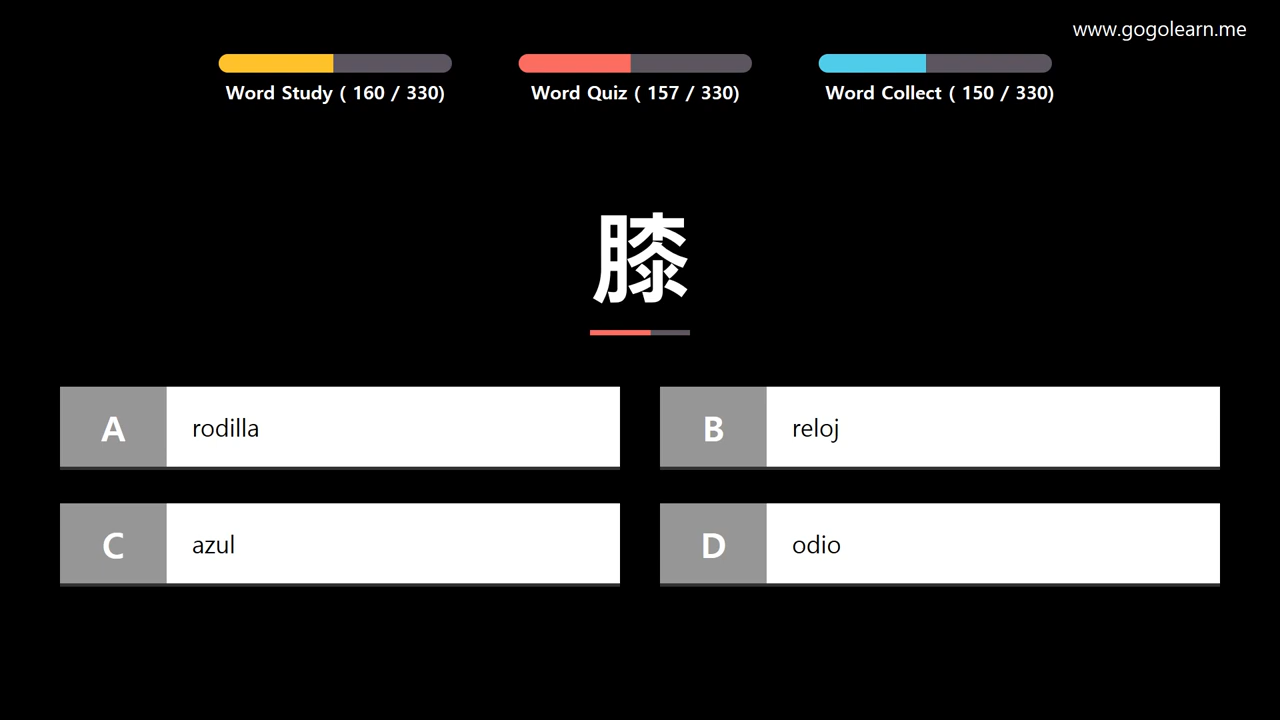 www.gogolearn.me
Word Study ( 160 / 330)
Word Quiz ( 157 / 330)
Word Collect ( 150 / 330)
膝
A rodilla
B reloj
C azul
D odio